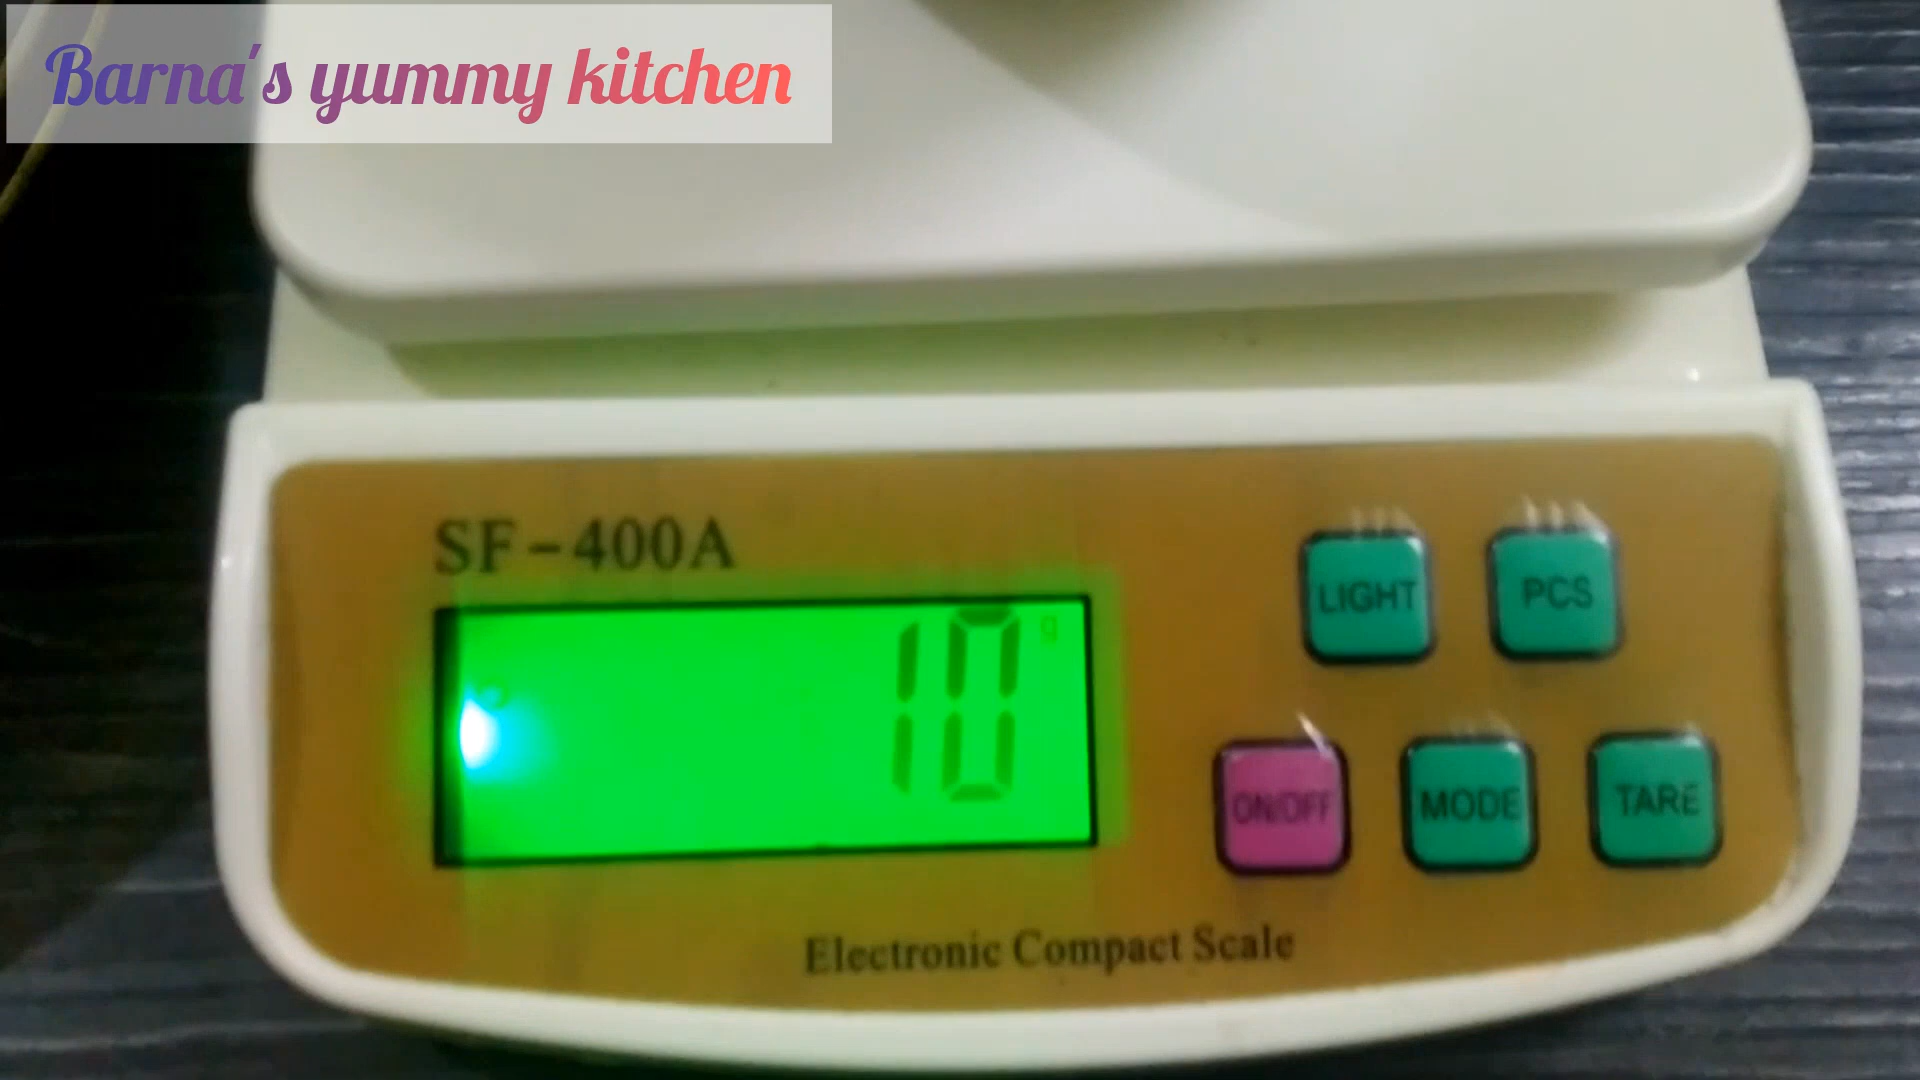 Barna's yummy kitchen
SF-400A
10 g
LIGHT
PCS
ON/OFF
MODE
TARE
Electronic Compact Scale